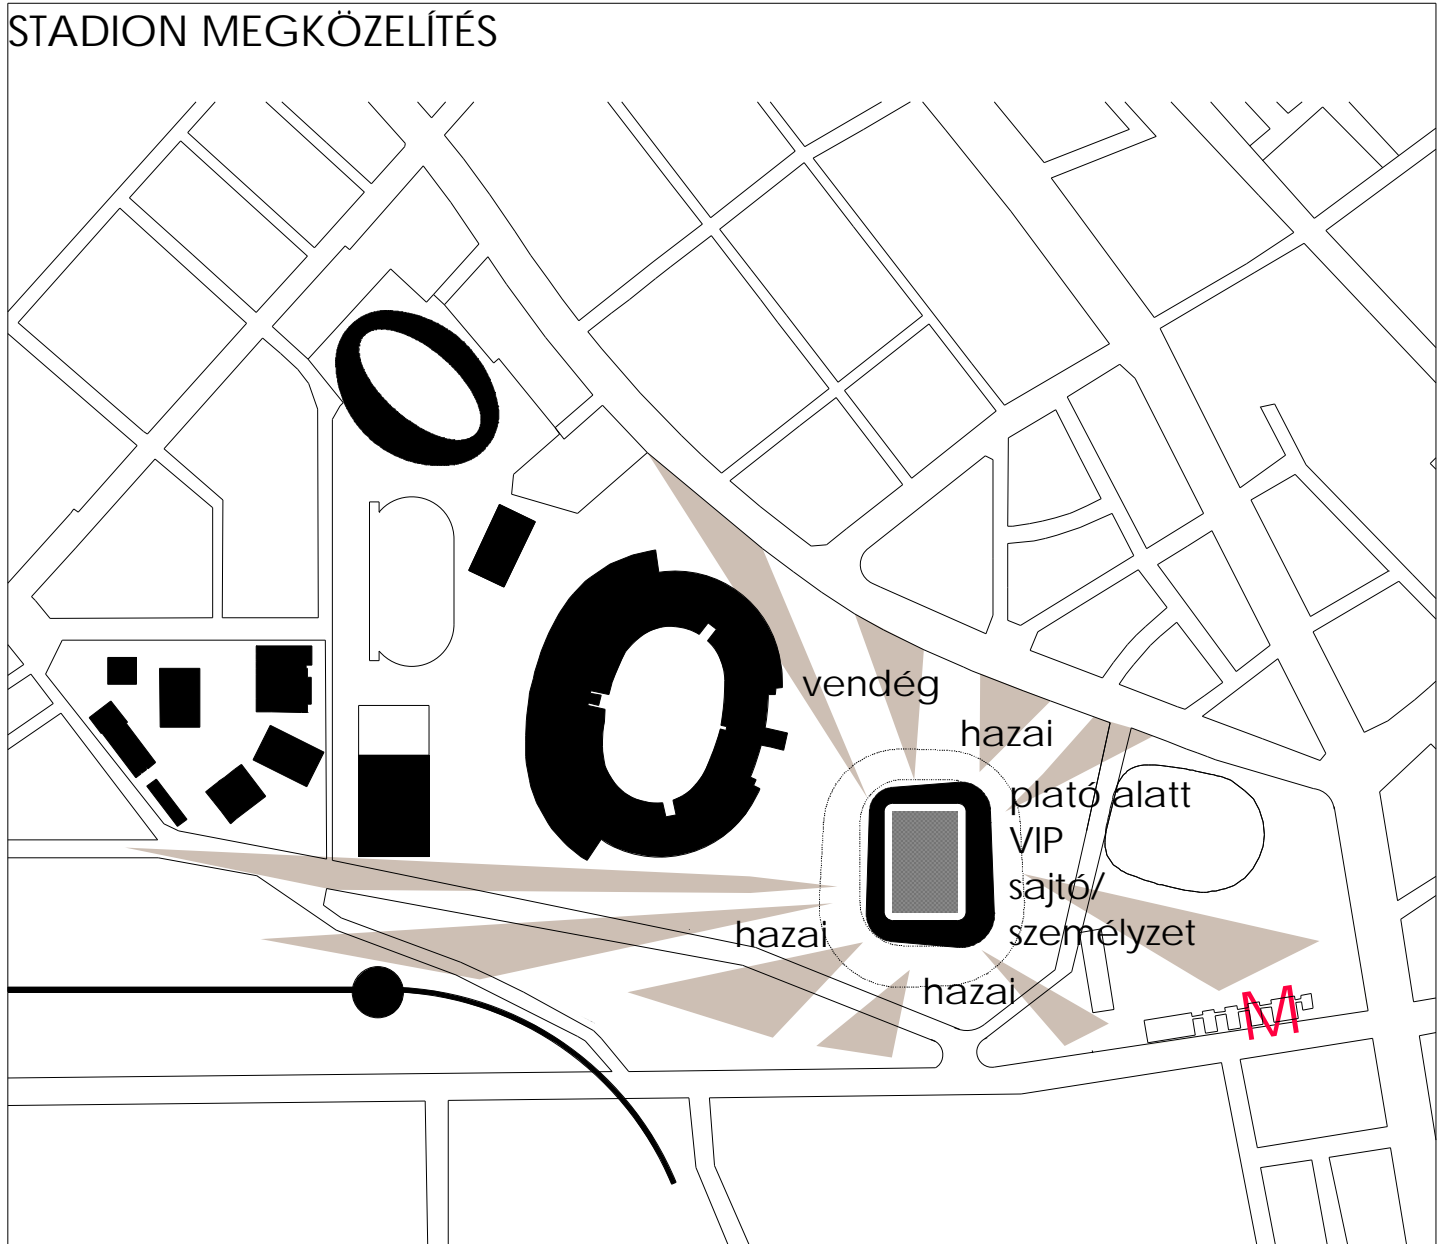 STADION MEGKÖZELÍTÉS
vendég
hazai
plató alatt
VIP
sajtó/
személyzet
hazai
hazai
M